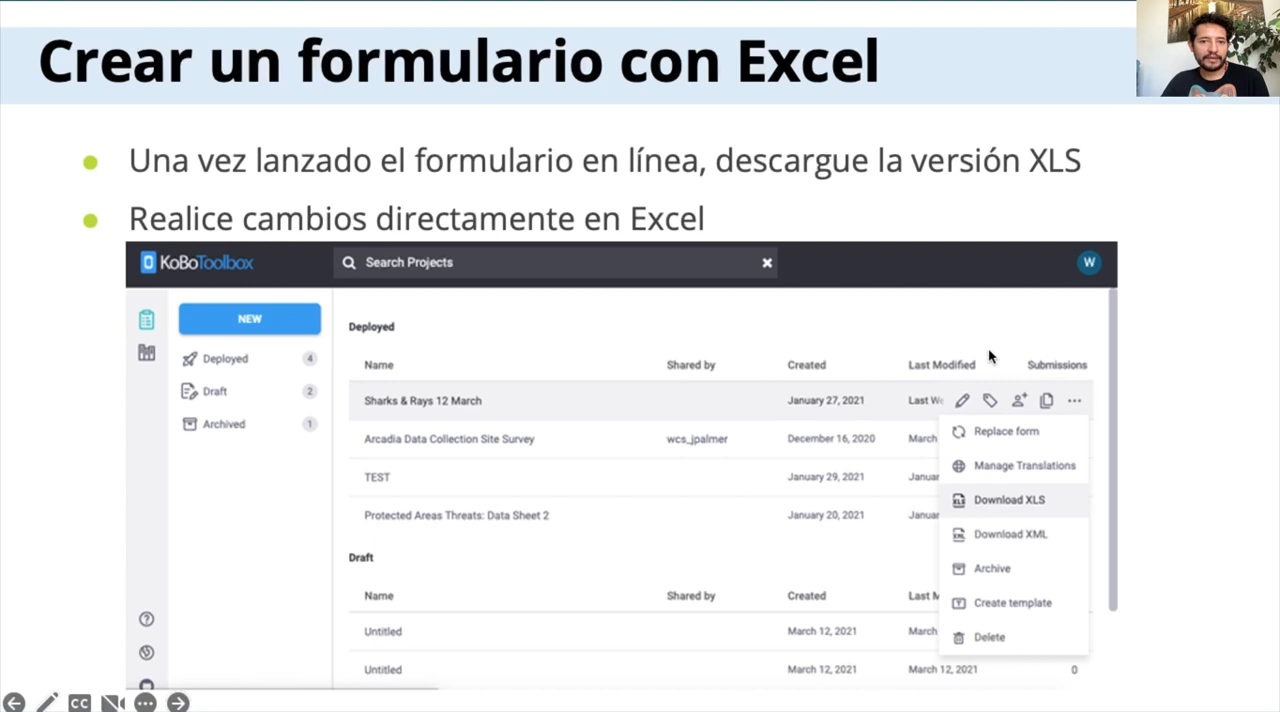 Crear un formulario con Excel
Una vez lanzado el formulario en línea, descargue la versión XLS
Realice cambios directamente en Excel
KoBoToolbox
Search Projects
W
NEW
Deployed 4
Draft 2
Archived 1
Deployed
Name Shared by Created Last Modified Submissions
Sharks & Rays 12 March January 27, 2021 Last We
Arcadia Data Collection Site Survey wcs_jpalmer December 16, 2020 March
TEST January 29, 2021 Januar
Protected Areas Threats: Data Sheet 2 January 20, 2021 Januar
Replace form
Manage Translations
Download XLS
Download XML
Archive
Create template
Delete
Draft
Name Shared by Created Last M
Untitled March 12, 2021 March
Untitled March 12, 2021 March 12, 2021 0
CC